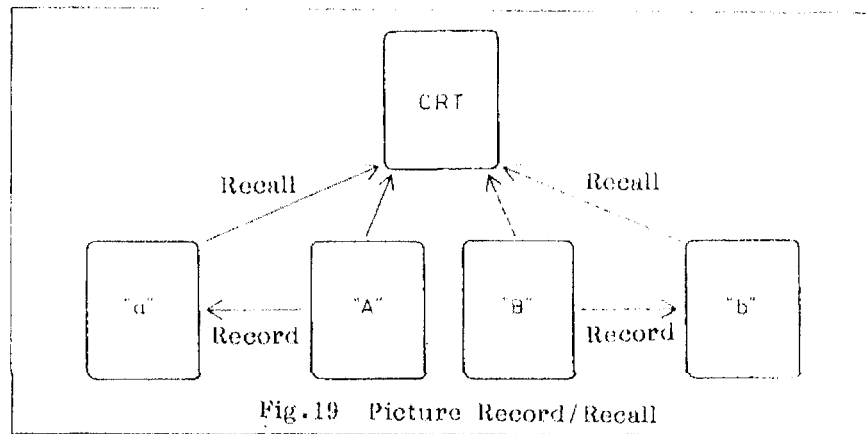 CRT
Recall Recall
"a" "A" "B" "b"
Record Record
Fig.19 Picture Record/Recall